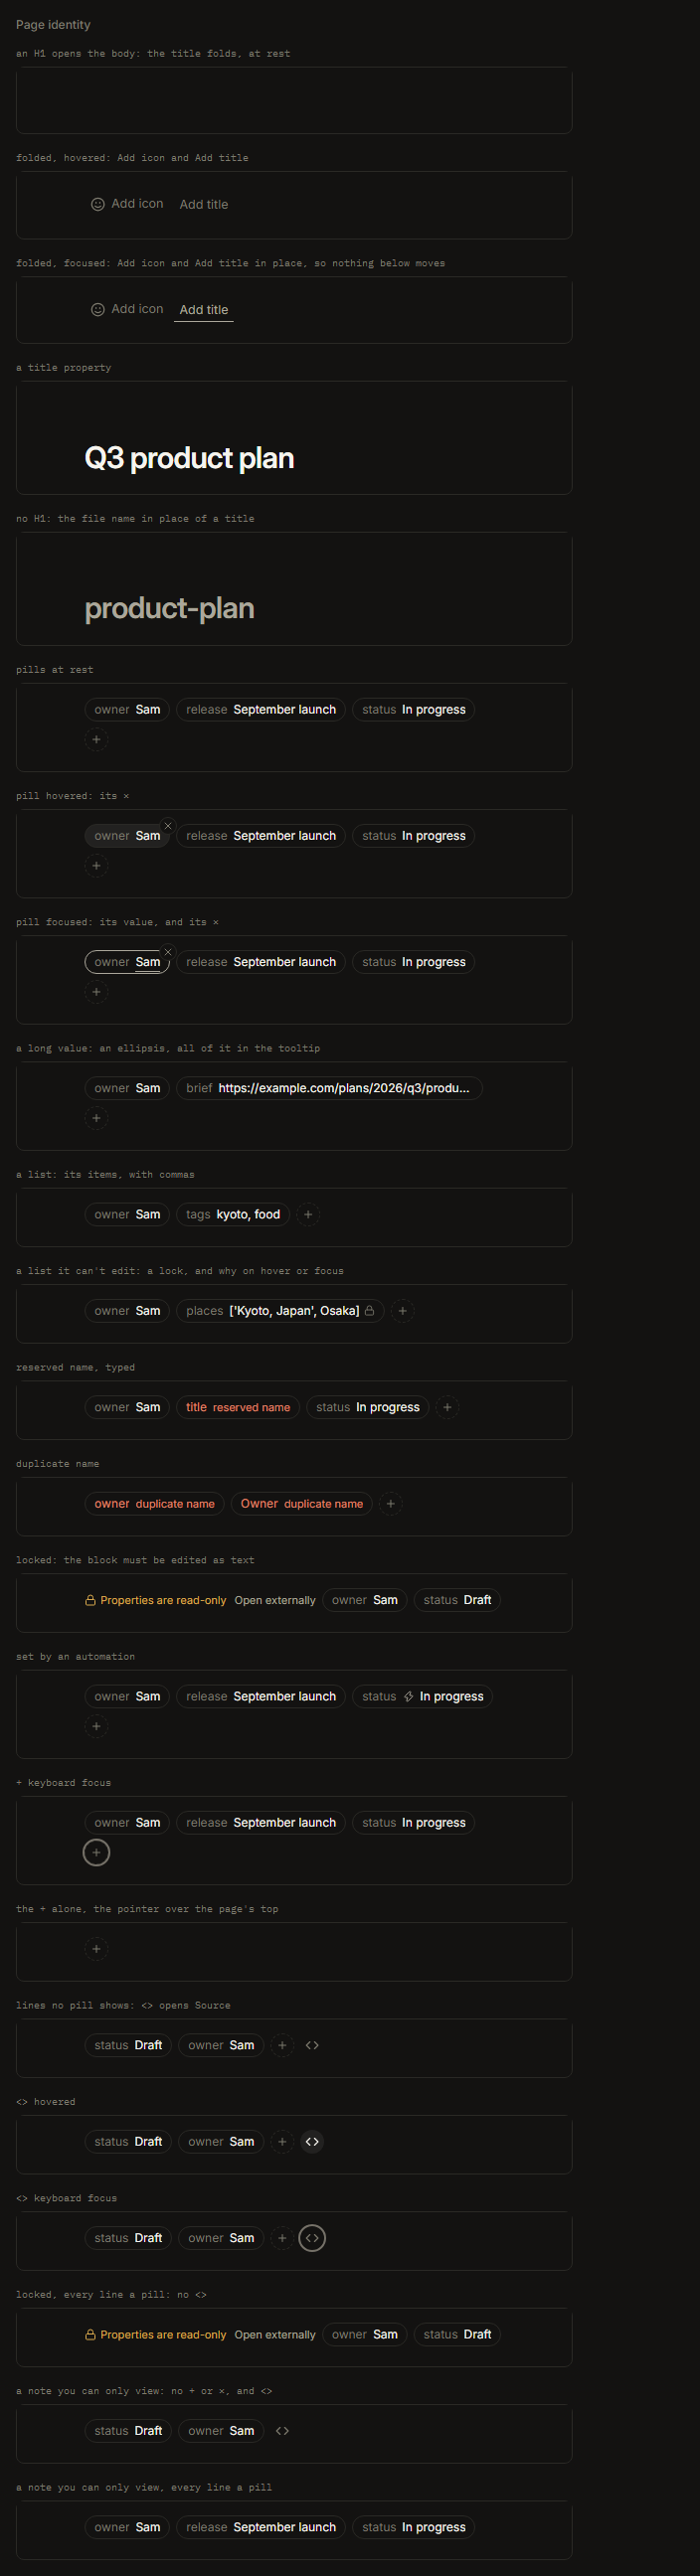 Page identity
an H1 opens the body: the title folds, at rest
folded, hovered: Add icon and Add title
Add icon Add title
folded, focused: Add icon and Add title in place, so nothing below moves
Add icon Add title
a title property
Q3 product plan
no H1: the file name in place of a title
product-plan
pills at rest
owner Sam release September launch status In progress
+
pill hovered: its ×
owner Sam × release September launch status In progress
+
pill focused: its value, and its ×
owner Sam × release September launch status In progress
+
a long value: an ellipsis, all of it in the tooltip
owner Sam brief https://example.com/plans/2026/q3/produ...
+
a list: its items, with commas
owner Sam tags kyoto, food +
a list it can't edit: a lock, and why on hover or focus
owner Sam places ['Kyoto, Japan', Osaka] +
reserved name, typed
owner Sam title reserved name status In progress +
duplicate name
owner duplicate name Owner duplicate name +
locked: the block must be edited as text
Properties are read-only Open externally owner Sam status Draft
set by an automation
owner Sam release September launch status In progress
+
+ keyboard focus
owner Sam release September launch status In progress
+
the + alone, the pointer over the page's top
+
lines no pill shows: <> opens Source
status Draft owner Sam + <>
<> hovered
status Draft owner Sam + <>
<> keyboard focus
status Draft owner Sam + <>
locked, every line a pill: no <>
Properties are read-only Open externally owner Sam status Draft
a note you can only view: no + or ×, and <>
status Draft owner Sam <>
a note you can only view, every line a pill
owner Sam release September launch status In progress